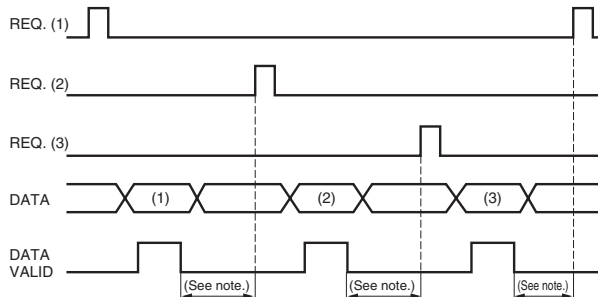 REQ. (1)
REQ. (2)
REQ. (3)
DATA (1) (2) (3)
DATA
VALID
(See note.) (See note.) (See note.)